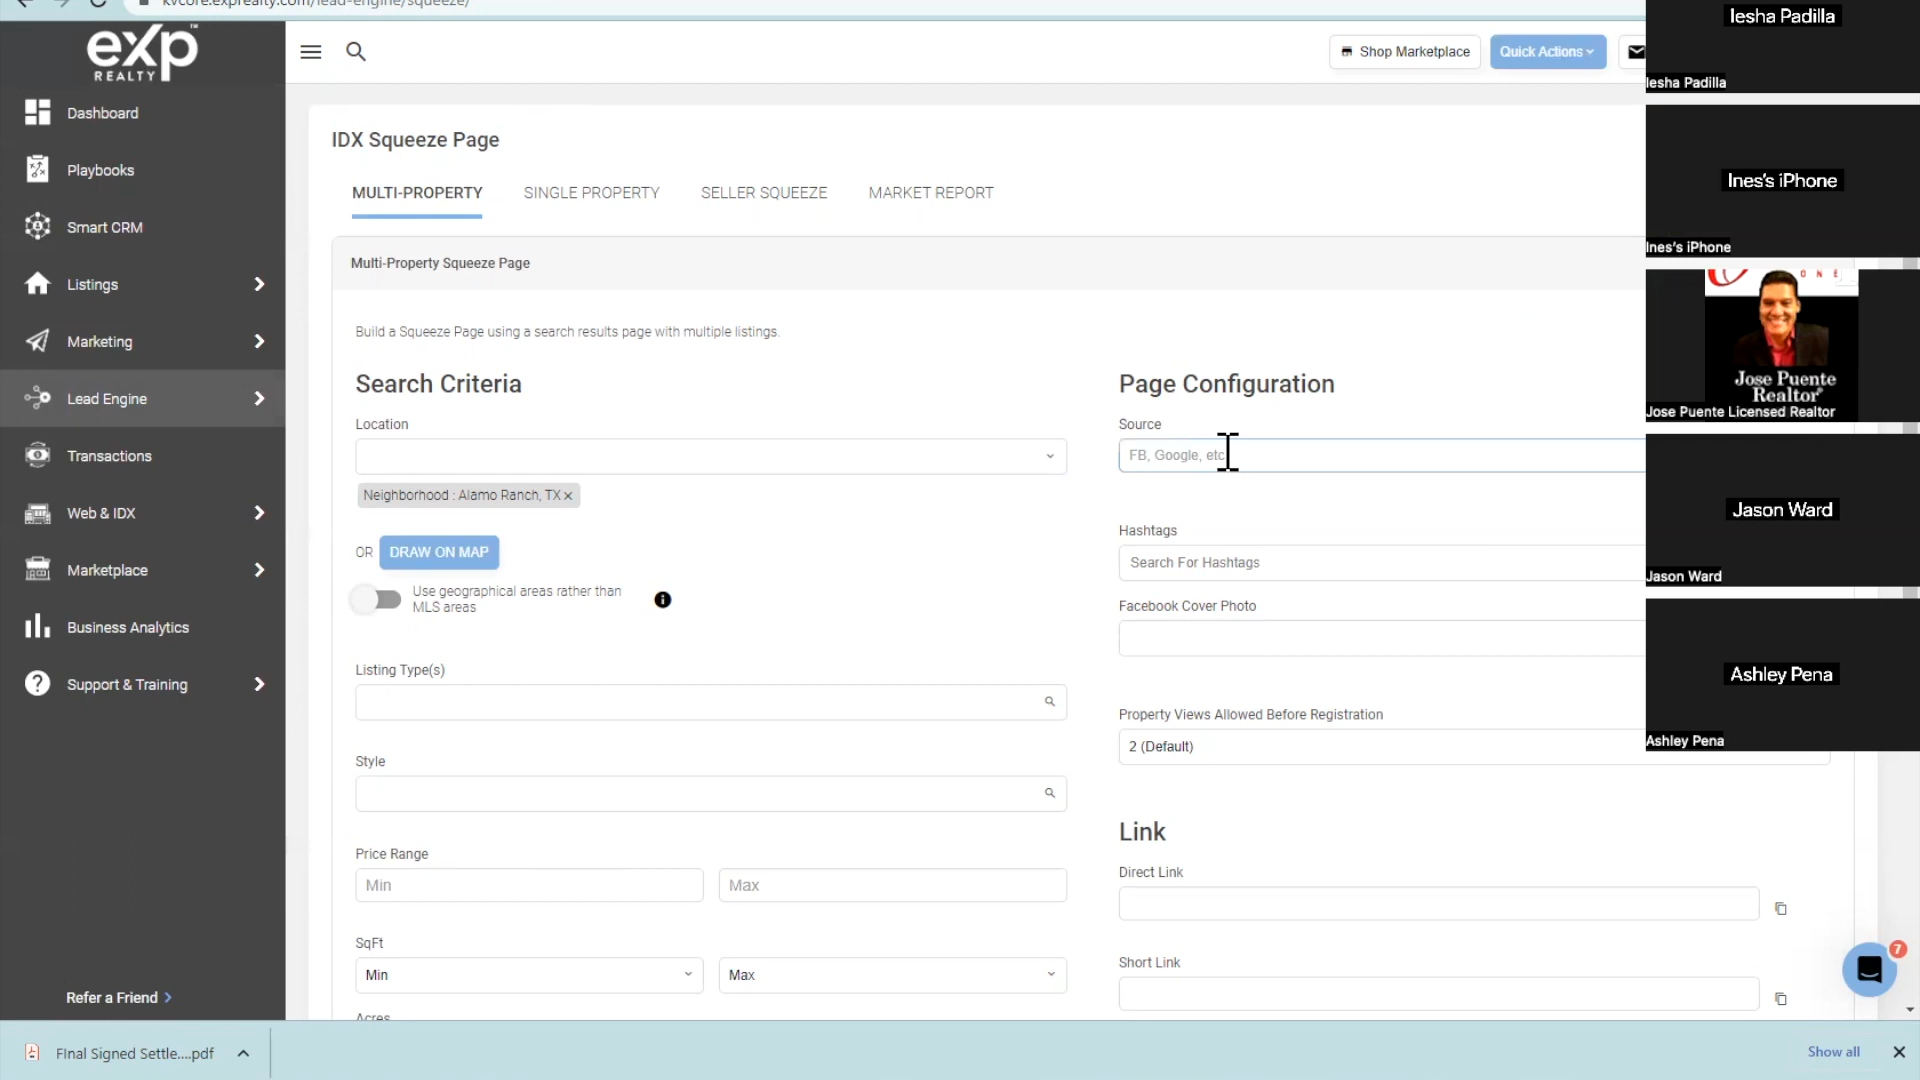 kvcore.exprealty.com/lead-engine/squeeze/
eXp
REALTY
Shop Marketplace
Quick Actions
Dashboard
Playbooks
Smart CRM
Listings
Marketing
Lead Engine
Transactions
Web & IDX
Marketplace
Business Analytics
Support & Training
Refer a Friend
IDX Squeeze Page
MULTI-PROPERTY
SINGLE PROPERTY
SELLER SQUEEZE
MARKET REPORT
Multi-Property Squeeze Page
Build a Squeeze Page using a search results page with multiple listings.
Search Criteria
Location
Neighborhood : Alamo Ranch, TX
OR
DRAW ON MAP
Use geographical areas rather than
MLS areas
Listing Type(s)
Style
Price Range
Min
Max
SqFt
Min
Max
Acres
Page Configuration
Source
FB, Google, etc
Hashtags
Search For Hashtags
Facebook Cover Photo
Property Views Allowed Before Registration
2 (Default)
Link
Direct Link
Short Link
Iesha Padilla
Iesha Padilla
Ines's iPhone
Ines's iPhone
ONE
Jose Puente
Realtor®
Jose Puente Licensed Realtor
Jason Ward
Jason Ward
Ashley Pena
Ashley Pena
7
FInal Signed Settle....pdf
Show all